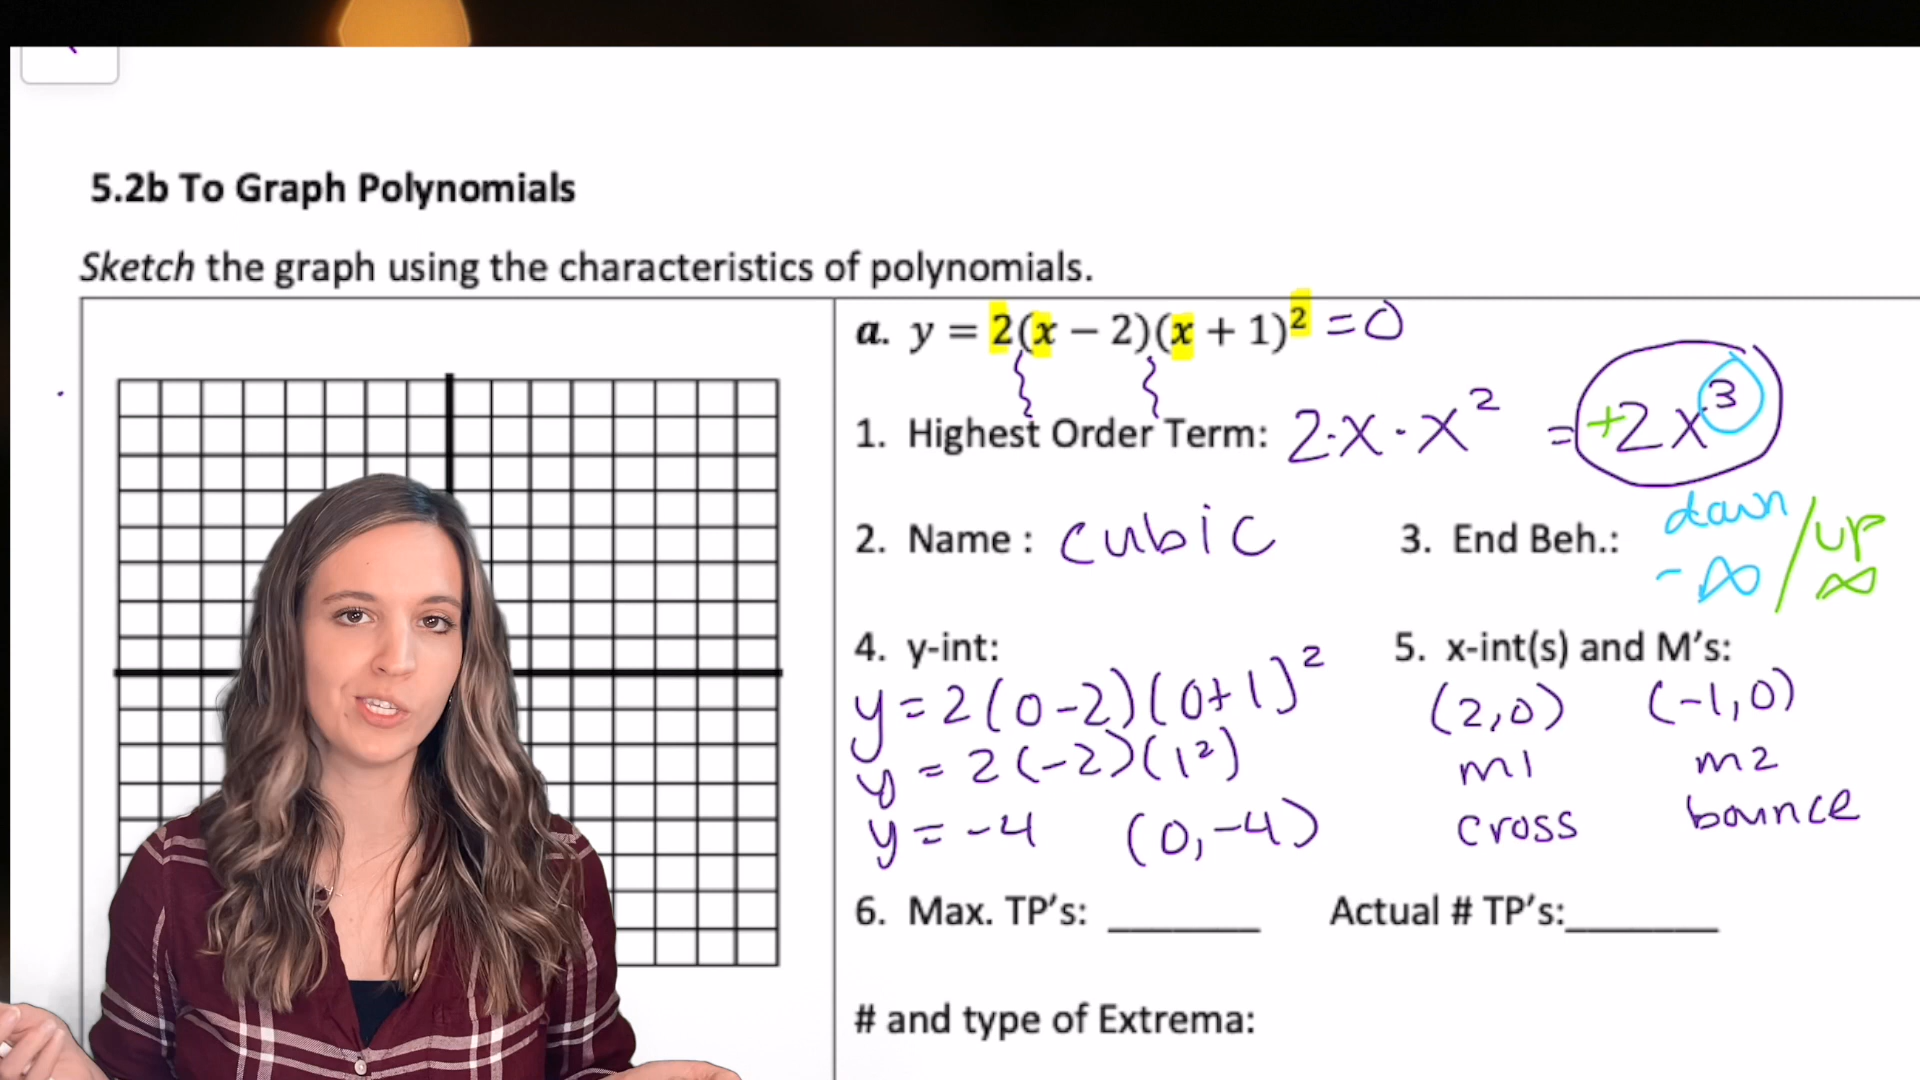 5.2b To Graph Polynomials
Sketch the graph using the characteristics of polynomials.
a. y = 2(x − 2)(x + 1)² = 0
1. Highest Order Term: 2·x·x² = +2x³
2. Name : cubic 3. End Beh.: down/up
-∞/∞
4. y-int: 5. x-int(s) and M's:
y = 2(0-2)(0+1)² (2,0) (-1,0)
y = 2(-2)(1²) m1 m2
y = -4 (0,-4) cross bounce
6. Max. TP's: _______ Actual # TP's:_______
# and type of Extrema: